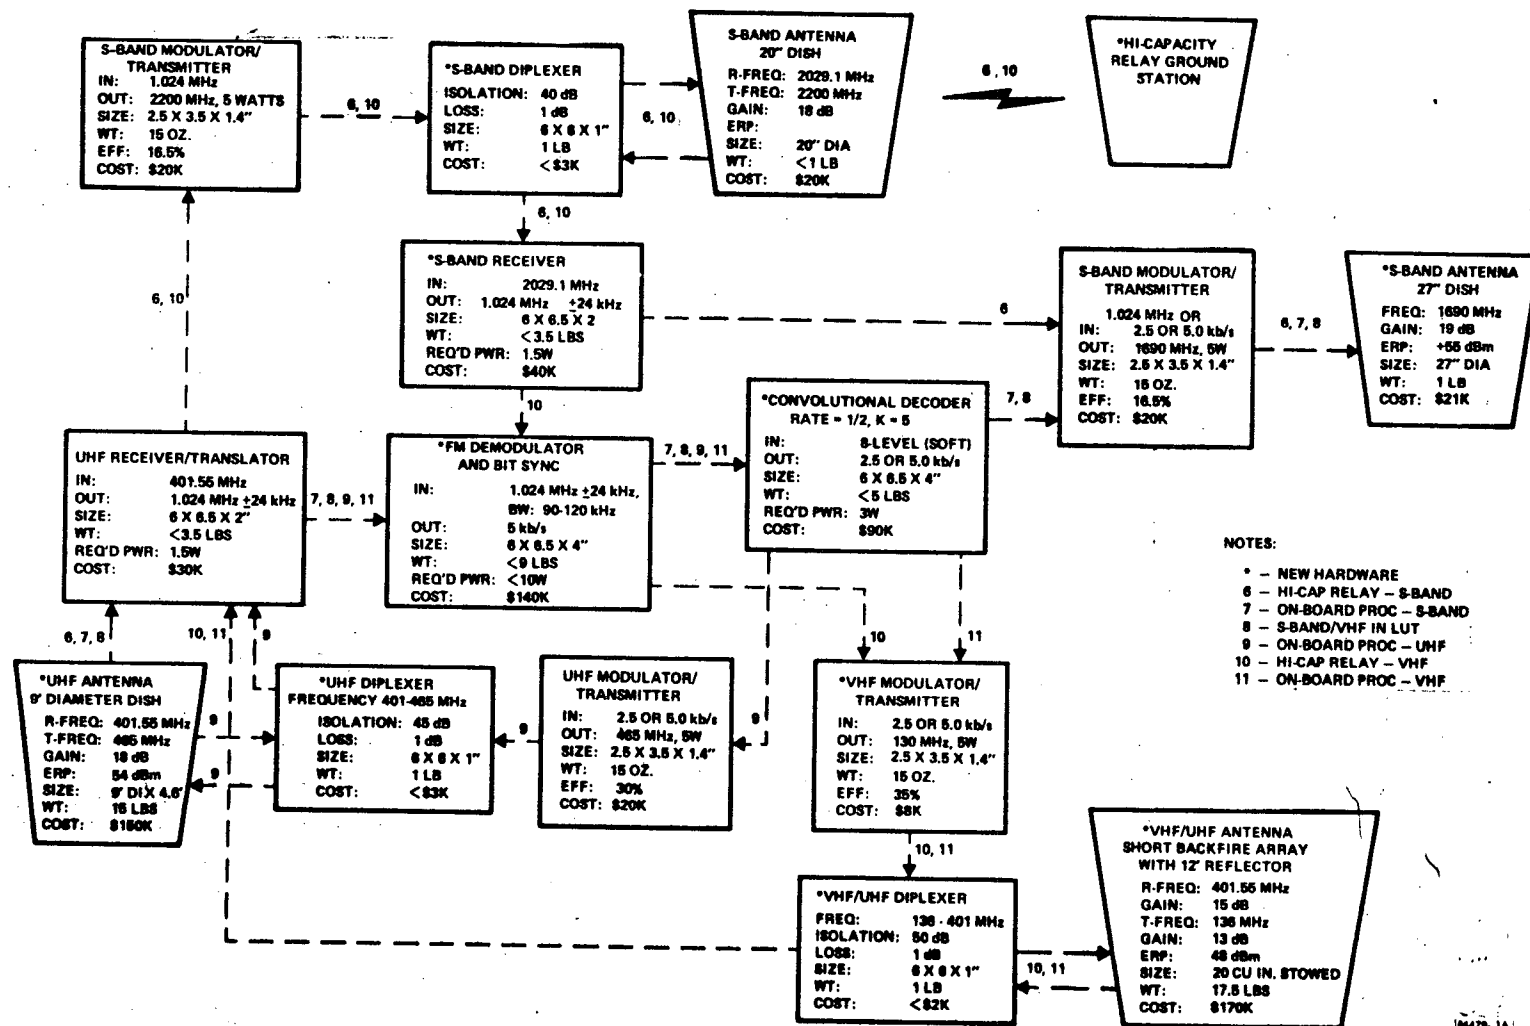 S-BAND MODULATOR/
TRANSMITTER
IN: 1.024 MHz
OUT: 2200 MHz, 5 WATTS
SIZE: 2.5 X 3.5 X 1.4"
WT: 15 OZ.
EFF: 16.5%
COST: $20K
6, 10
*S-BAND DIPLEXER
ISOLATION: 40 dB
LOSS: 1 dB
SIZE: 6 X 6 X 1"
WT: 1 LB
COST: <$3K
6, 10
S-BAND ANTENNA
20" DISH
R-FREQ: 2029.1 MHz
T-FREQ: 2200 MHz
GAIN: 18 dB
ERP:
SIZE: 20" DIA
WT: <1 LB
COST: $20K
6, 10
*HI-CAPACITY
RELAY GROUND
STATION
6, 10
6, 10
*S-BAND RECEIVER
IN: 2029.1 MHz
OUT: 1.024 MHz ±24 kHz
SIZE: 6 X 6.5 X 2
WT: <3.5 LBS
REQ'D PWR: 1.5W
COST: $40K
6
S-BAND MODULATOR/
TRANSMITTER
1.024 MHz OR
IN: 2.5 OR 5.0 kb/s
OUT: 1690 MHz, 5W
SIZE: 2.5 X 3.5 X 1.4"
WT: 15 OZ.
EFF: 16.5%
COST: $20K
6, 7, 8
*S-BAND ANTENNA
27" DISH
FREQ: 1690 MHz
GAIN: 19 dB
ERP: +55 dBm
SIZE: 27" DIA
WT: 1 LB
COST: $21K
10
UHF RECEIVER/TRANSLATOR
IN: 401.55 MHz
OUT: 1.024 MHz ±24 kHz
SIZE: 6 X 6.5 X 2"
WT: <3.5 LBS
REQ'D PWR: 1.5W
COST: $30K
7, 8, 9, 11
*FM DEMODULATOR
AND BIT SYNC
IN: 1.024 MHz ±24 kHz,
BW: 90-120 kHz
OUT: 5 kb/s
SIZE: 6 X 6.5 X 4"
WT: <9 LBS
REQ'D PWR: <10W
COST: $140K
7, 8, 9, 11
*CONVOLUTIONAL DECODER
RATE = 1/2, K = 5
IN: 8-LEVEL (SOFT)
OUT: 2.5 OR 5.0 kb/s
SIZE: 6 X 6.5 X 4"
WT: <5 LBS
REQ'D PWR: 3W
COST: $90K
7, 8
NOTES:
* – NEW HARDWARE
6 – HI-CAP RELAY – S-BAND
7 – ON-BOARD PROC – S-BAND
8 – S-BAND/VHF IN LUT
9 – ON-BOARD PROC – UHF
10 – HI-CAP RELAY – VHF
11 – ON-BOARD PROC – VHF
6, 7, 8
10, 11
9
10
11
*UHF ANTENNA
9' DIAMETER DISH
R-FREQ: 401.55 MHz
T-FREQ: 465 MHz
GAIN: 18 dB
ERP: 54 dBm
SIZE: 9' DIX 4.6'
WT: 16 LBS
COST: $150K
9
9
*UHF DIPLEXER
FREQUENCY 401-465 MHz
ISOLATION: 45 dB
LOSS: 1 dB
SIZE: 6 X 6 X 1"
WT: 1 LB
COST: <$3K
9
UHF MODULATOR/
TRANSMITTER
IN: 2.5 OR 5.0 kb/s
OUT: 465 MHz, 5W
SIZE: 2.5 X 3.5 X 1.4"
WT: 15 OZ.
EFF: 30%
COST: $20K
9
*VHF MODULATOR/
TRANSMITTER
IN: 2.5 OR 5.0 kb/s
OUT: 130 MHz, 5W
SIZE: 2.5 X 3.5 X 1.4"
WT: 15 OZ.
EFF: 35%
COST: $8K
10, 11
*VHF/UHF DIPLEXER
FREQ: 136 - 401 MHz
ISOLATION: 50 dB
LOSS: 1 dB
SIZE: 6 X 6 X 1"
WT: 1 LB
COST: <$2K
10, 11
*VHF/UHF ANTENNA
SHORT BACKFIRE ARRAY
WITH 12' REFLECTOR
R-FREQ: 401.55 MHz
GAIN: 15 dB
T-FREQ: 136 MHz
GAIN: 13 dB
ERP: 48 dBm
SIZE: 20 CU IN. STOWED
WT: 17.5 LBS
COST: $170K